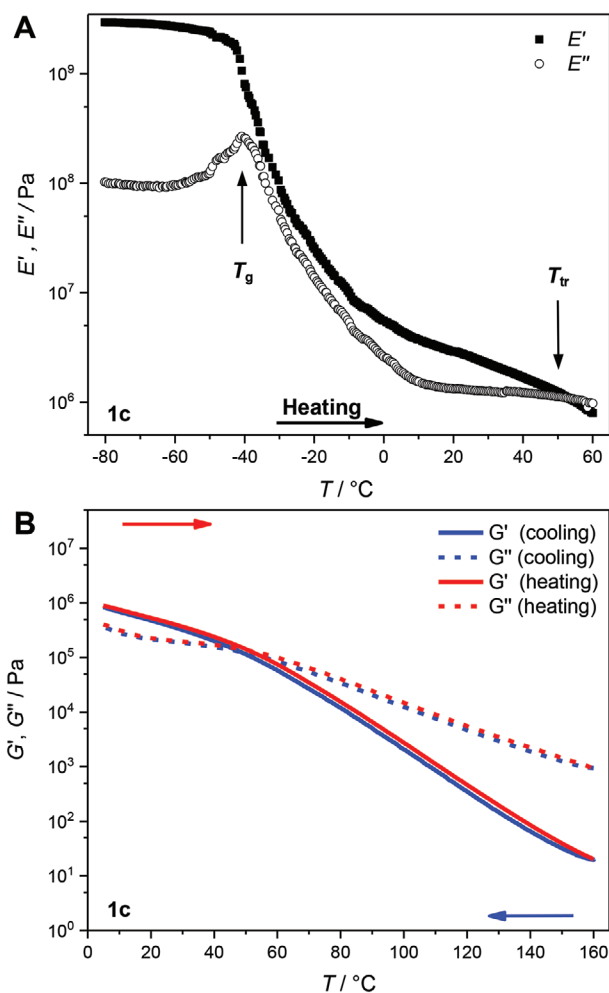 A
E'
E''
10⁹
10⁸
10⁷
10⁶
E', E'' / Pa
Tg
Ttr
1c
Heating
-80 -60 -40 -20 0 20 40 60
T / °C
B
G' (cooling)
G'' (cooling)
G' (heating)
G'' (heating)
10⁷
10⁶
10⁵
10⁴
10³
10²
10¹
10⁰
G', G'' / Pa
1c
0 20 40 60 80 100 120 140 160
T / °C